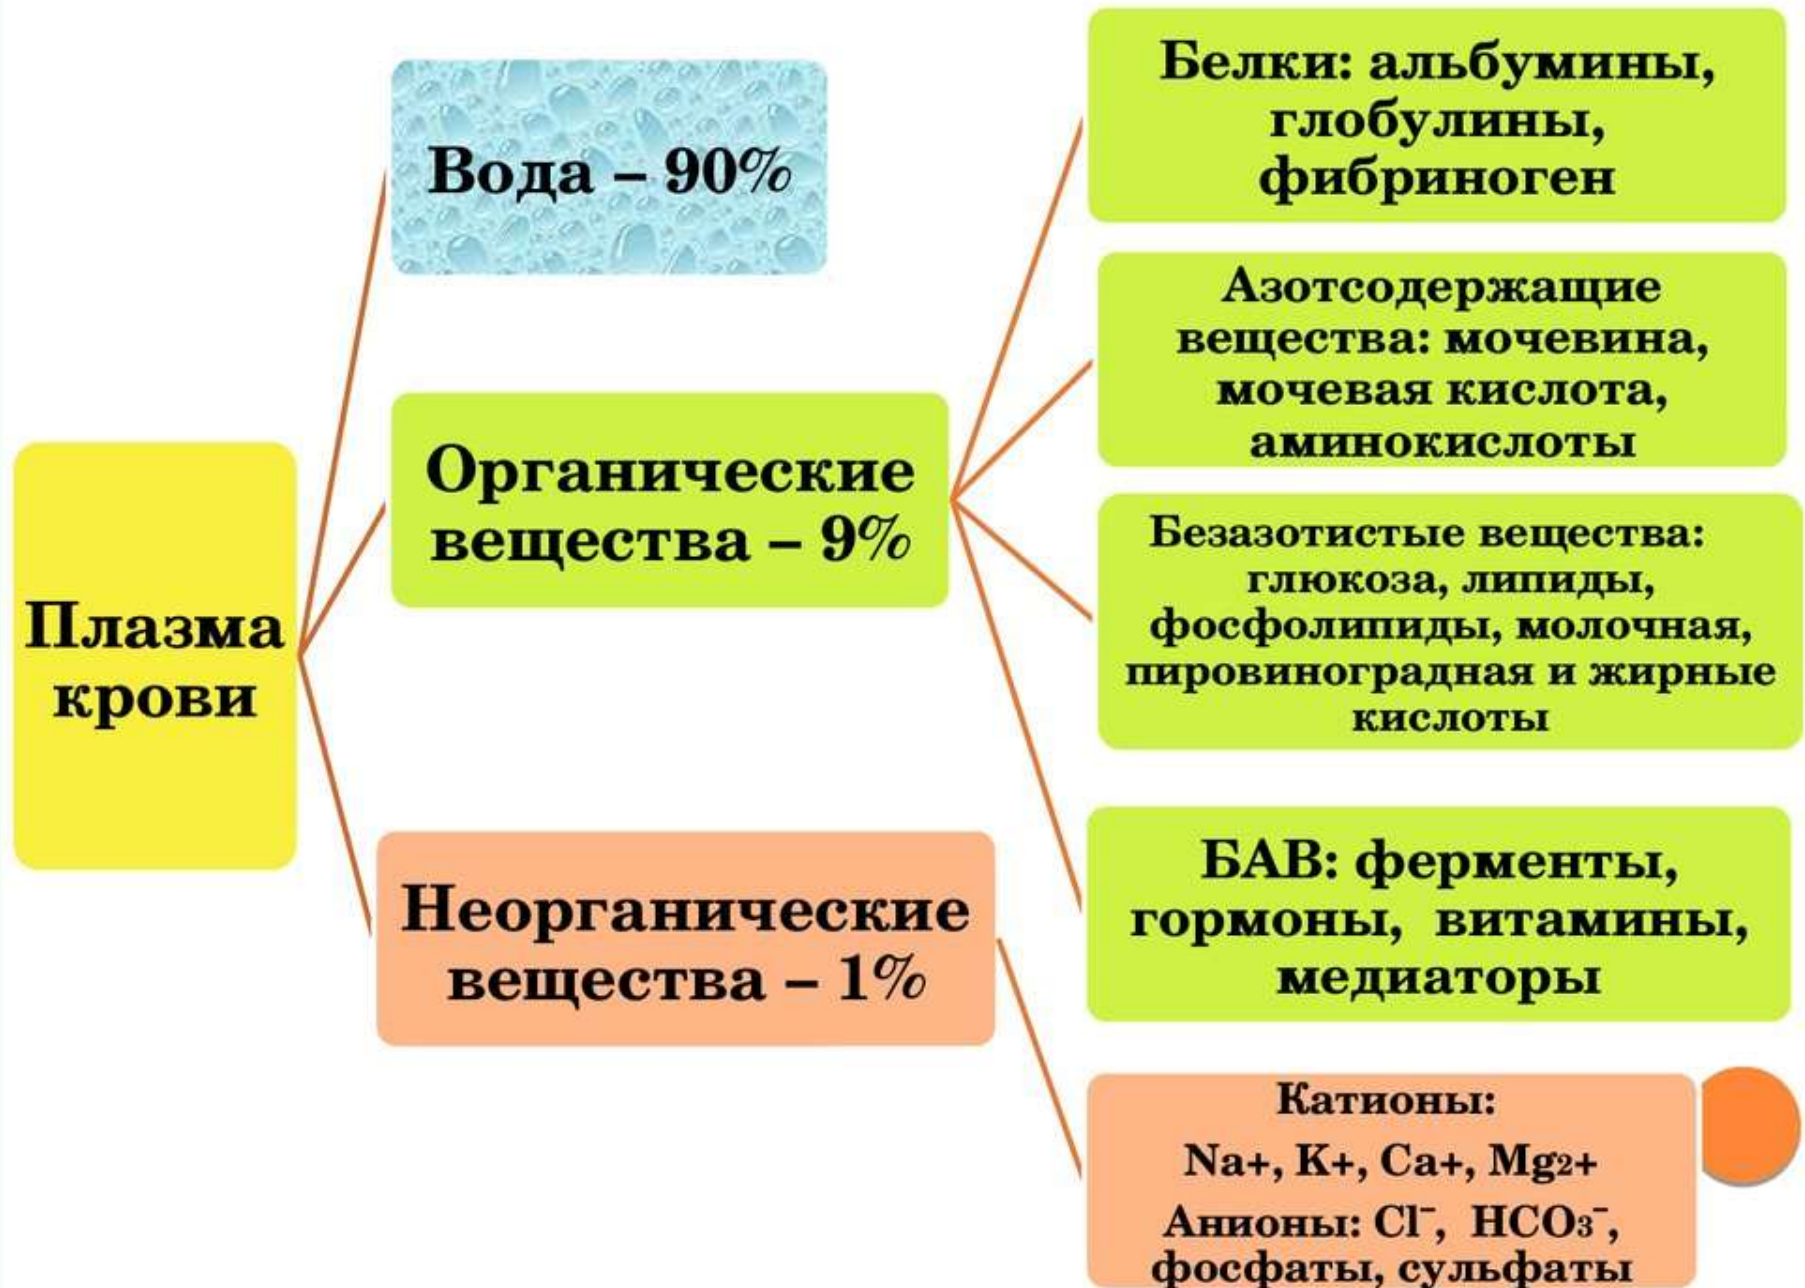 Плазма
крови
Вода – 90%
Органические
вещества – 9%
Неорганические
вещества – 1%
Белки: альбумины,
глобулины,
фибриноген
Азотсодержащие
вещества: мочевина,
мочевая кислота,
аминокислоты
Безазотистые вещества:
глюкоза, липиды,
фосфолипиды, молочная,
пировиноградная и жирные
кислоты
БАВ: ферменты,
гормоны, витамины,
медиаторы
Катионы:
Na+, K+, Ca+, Mg2+
Анионы: Cl⁻, HCO₃⁻,
фосфаты, сульфаты